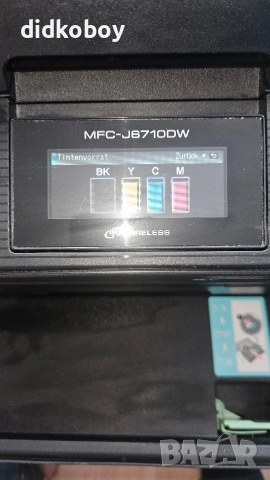 didkoboy
MFC-J6710DW
Tintenvorrat Zurück
BK Y C M
WIRELESS
BAZAR